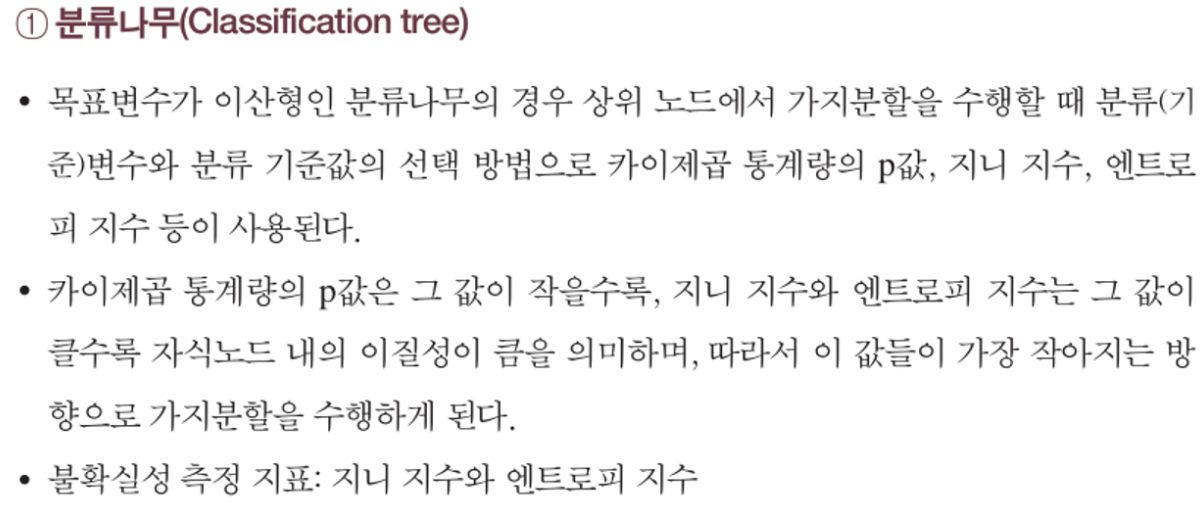 ① 분류나무(Classification tree)
• 목표변수가 이산형인 분류나무의 경우 상위 노드에서 가지분할을 수행할 때 분류(기
준)변수와 분류 기준값의 선택 방법으로 카이제곱 통계량의 p값, 지니 지수, 엔트로
피 지수 등이 사용된다.
• 카이제곱 통계량의 p값은 그 값이 작을수록, 지니 지수와 엔트로피 지수는 그 값이
클수록 자식노드 내의 이질성이 큼을 의미하며, 따라서 이 값들이 가장 작아지는 방
향으로 가지분할을 수행하게 된다.
• 불확실성 측정 지표: 지니 지수와 엔트로피 지수